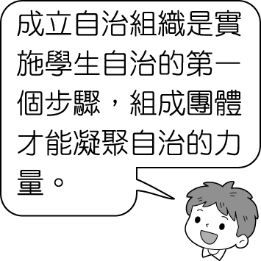 成立自治組織是實
施學生自治的第一
個步驟，組成團體
才能凝聚自治的力
量。